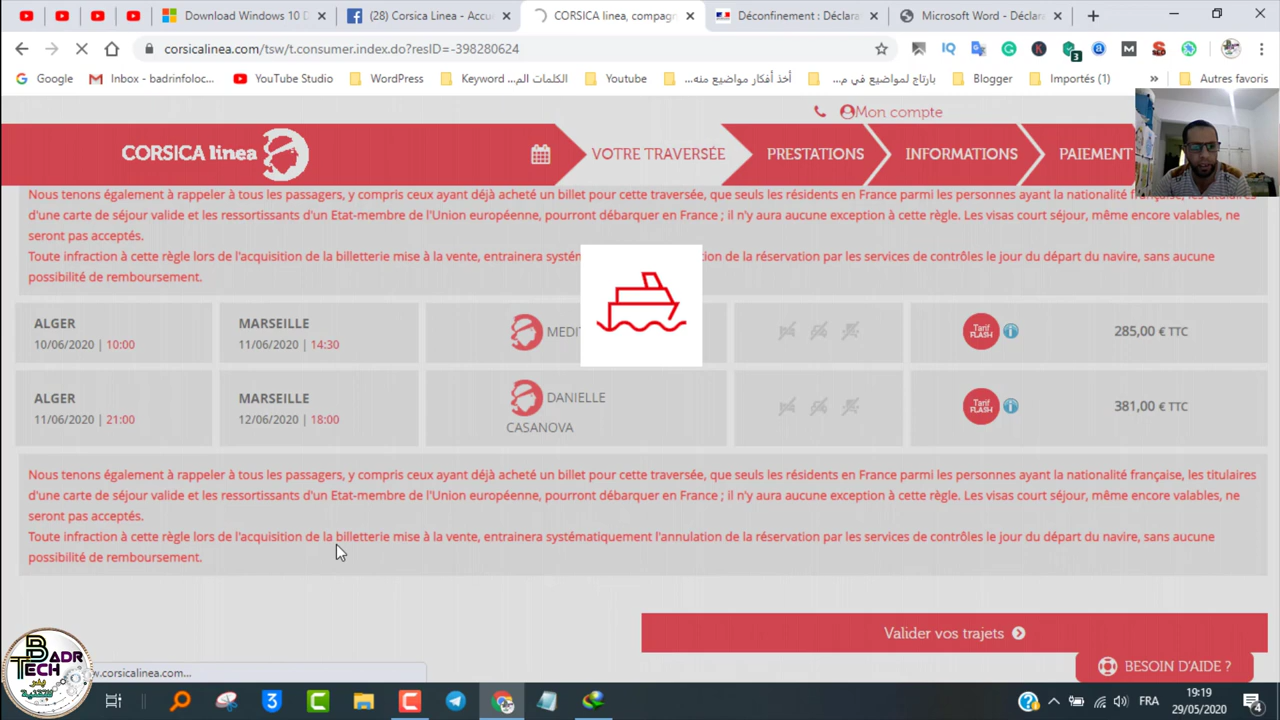 Download Windows 10 D
(28) Corsica Linea - Accu
CORSICA linea, compagn
Déconfinement : Déclara
Microsoft Word - Déclara
corsicalinea.com/tsw/t.consumer.index.do?resID=-398280624
Google
Inbox - badrinfoloc...
YouTube Studio
WordPress
Keyword الكلمات الم...
Youtube
أخذ أفكار مواضيع منه...
بارتاج لمواضيع في م...
Blogger
Importés (1)
Autres favoris
Mon compte
CORSICA linea
VOTRE TRAVERSÉE
PRESTATIONS
INFORMATIONS
PAIEMENT
Nous tenons également à rappeler à tous les passagers, y compris ceux ayant déjà acheté un billet pour cette traversée, que seuls les résidents en France parmi les personnes ayant la nationalité
d'une carte de séjour valide et les ressortissants d'un Etat-membre de l'Union européenne, pourront débarquer en France ; il n'y aura aucune exception à cette règle. Les visas court séjour, même encore valables, ne
seront pas acceptés.
Toute infraction à cette règle lors de l'acquisition de la billetterie mise à la vente, entrainera systém
de la réservation par les services de contrôles le jour du départ du navire, sans aucune
possibilité de remboursement.
ALGER
10/06/2020 | 10:00
MARSEILLE
11/06/2020 | 14:30
MEDIT
Tarif FLASH
285,00 € TTC
ALGER
11/06/2020 | 21:00
MARSEILLE
12/06/2020 | 18:00
DANIELLE
CASANOVA
Tarif FLASH
381,00 € TTC
Nous tenons également à rappeler à tous les passagers, y compris ceux ayant déjà acheté un billet pour cette traversée, que seuls les résidents en France parmi les personnes ayant la nationalité française, les titulaires
d'une carte de séjour valide et les ressortissants d'un Etat-membre de l'Union européenne, pourront débarquer en France ; il n'y aura aucune exception à cette règle. Les visas court séjour, même encore valables, ne
seront pas acceptés.
Toute infraction à cette règle lors de l'acquisition de la billetterie mise à la vente, entrainera systématiquement l'annulation de la réservation par les services de contrôles le jour du départ du navire, sans aucune
possibilité de remboursement.
Valider vos trajets
BESOIN D'AIDE ?
w.corsicalinea.com...
BADR
TECH
FRA
19:19
29/05/2020